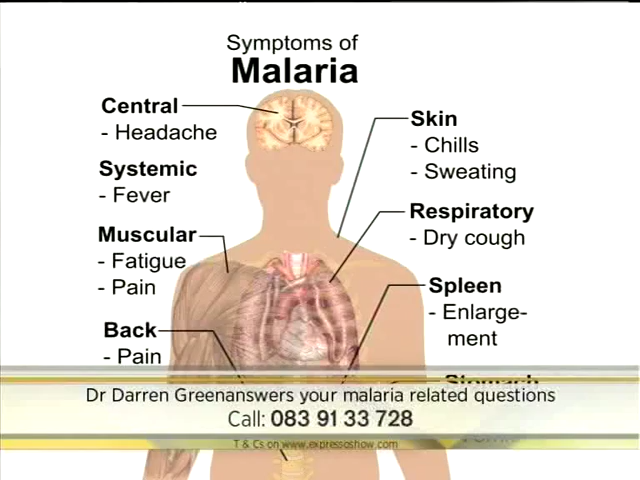 Symptoms of
Malaria
Central
- Headache
Systemic
- Fever
Muscular
- Fatigue
- Pain
Back
- Pain
Skin
- Chills
- Sweating
Respiratory
- Dry cough
Spleen
- Enlarge-
ment
Stomach
Dr Darren Greenanswers your malaria related questions
Call: 083 91 33 728
T & Cs on www.expressoshow.com